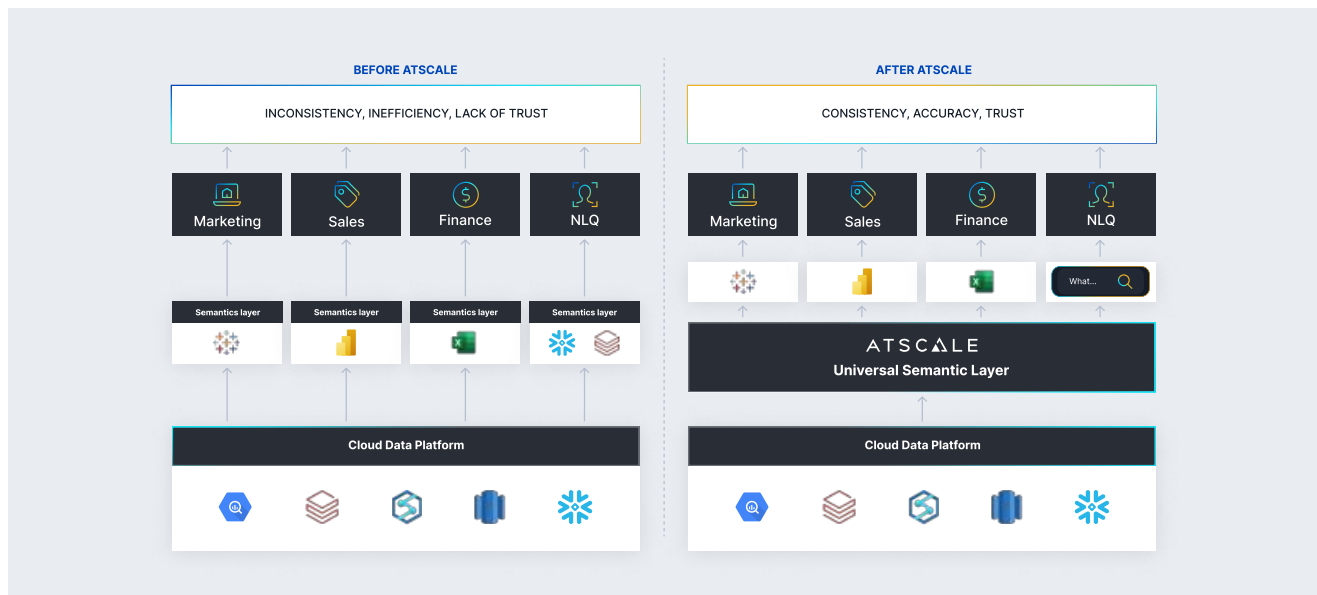 BEFORE ATSCALE
INCONSISTENCY, INEFFICIENCY, LACK OF TRUST
Marketing
Sales
Finance
NLQ
Semantics layer
Semantics layer
Semantics layer
Semantics layer
Cloud Data Platform
AFTER ATSCALE
CONSISTENCY, ACCURACY, TRUST
Marketing
Sales
Finance
NLQ
What...
ATSCALE
Universal Semantic Layer
Cloud Data Platform